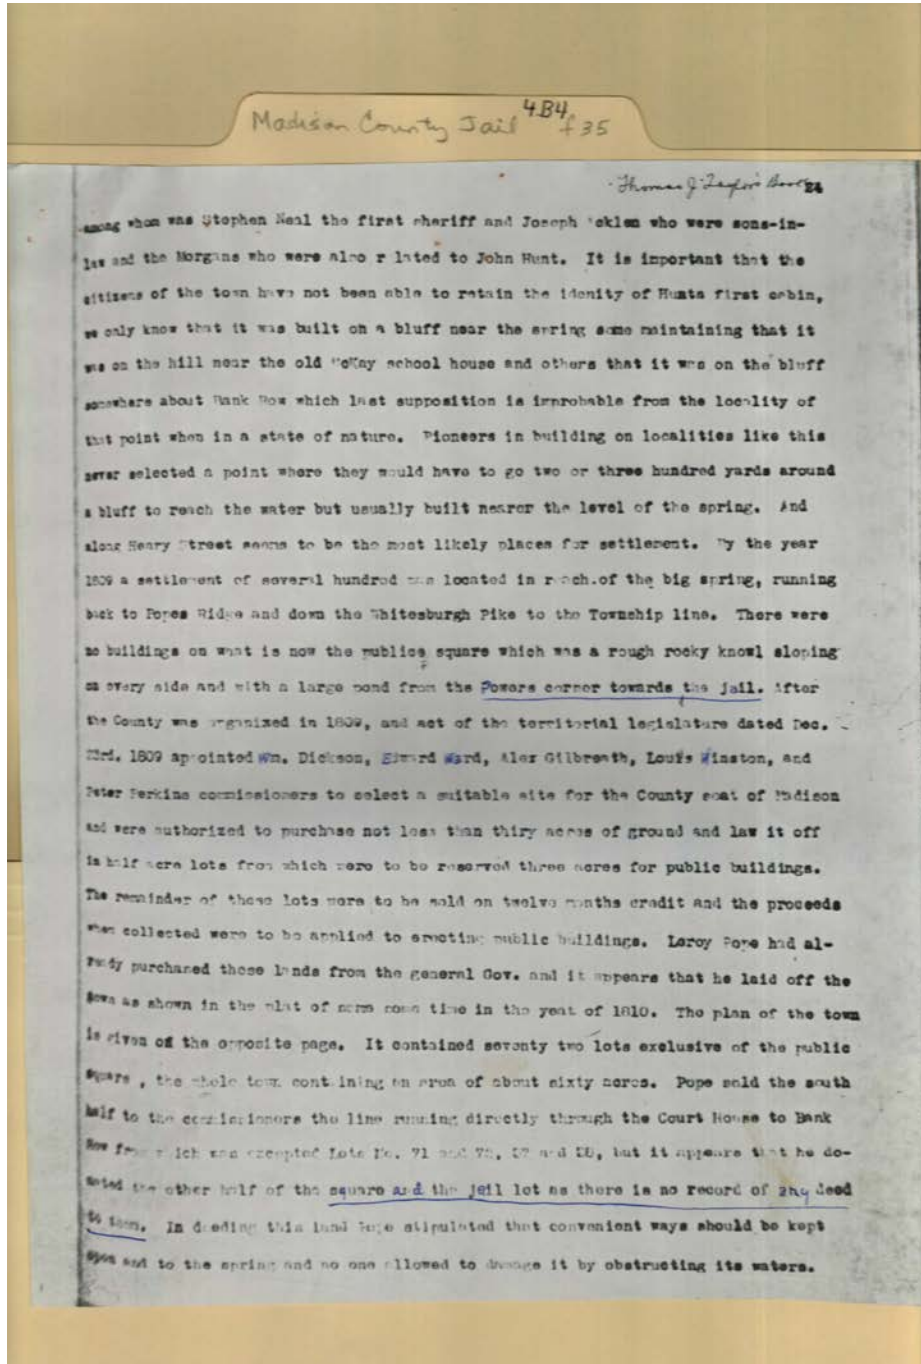 Madison County Jail 4B4 f35
Thomas J. Taylor's Book 24
among whom was Stephen Neal the first sheriff and Joseph who were sons-in-
law and the Morgans who were also r lated to John Hunt. It is important that the
citizens of the town have not been able to retain the idenity of Hunts first cabin,
we only know that it was built on a bluff near the spring some maintaining that it
was on the hill near the old McKay school house and others that it was on the bluff
somewhere about Bank Row which last supposition is improbable from the locality of
that point when in a state of nature. Pioneers in building on localities like this
never selected a point where they would have to go two or three hundred yards around
a bluff to reach the water but usually built nearer the level of the spring. And
along Henry Street seems to be the most likely places for settlement. By the year
1809 a settlement of several hundred was located in reach.of the big spring, running
back to Popes Ridge and down the Whitesburgh Pike to the Township line. There were
no buildings on what is now the publics square which was a rough rocky knowl sloping
on every side and with a large pond from the Powers corner towards the jail. After
the County was organized in 1809, and act of the territorial legislature dated Dec.
23rd. 1809 appointed Wm. Dickson, Edward Ward, Alex Gilbreath, Louis Winston, and
Peter Perkins commissioners to select a suitable site for the County seat of Madison
and were authorized to purchase not less than thiry acres of ground and law it off
in half acre lots from which were to be reserved three acres for public buildings.
The remainder of these lots were to be sold on twelve months credit and the proceeds
when collected were to be applied to erecting public buildings. Leroy Pope had al-
ready purchased these lands from the general Gov. and it appears that he laid off the
town as shown in the plat of same some time in the yeat of 1810. The plan of the town
is given of the opposite page. It contained seventy two lots exclusive of the public
square, the whole town containing an area of about sixty acres. Pope sold the south
half to the commissioners the line running directly through the Court House to Bank
Row from which was excepted Lots No. 71 and 72, 57 and 58, but it appears that he do-
nated the other half of the square and the jeil lot as there is no record of any deed
to them. In deeding this land Pope stipulated that convenient ways should be kept
open and to the spring and no one allowed to damage it by obstructing its waters.